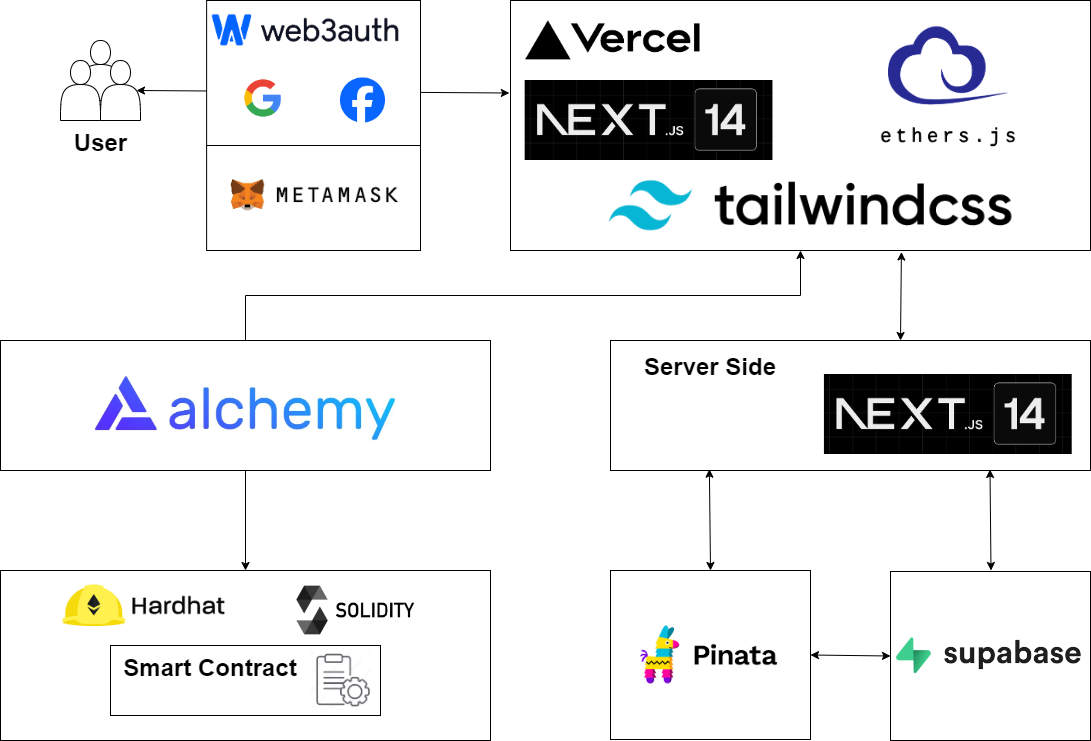 web3auth
User
METAMASK
Vercel
NEXT.JS 14
ethers.js
tailwindcss
alchemy
Server Side
NEXT.JS 14
Hardhat
SOLIDITY
Smart Contract
Pinata
supabase